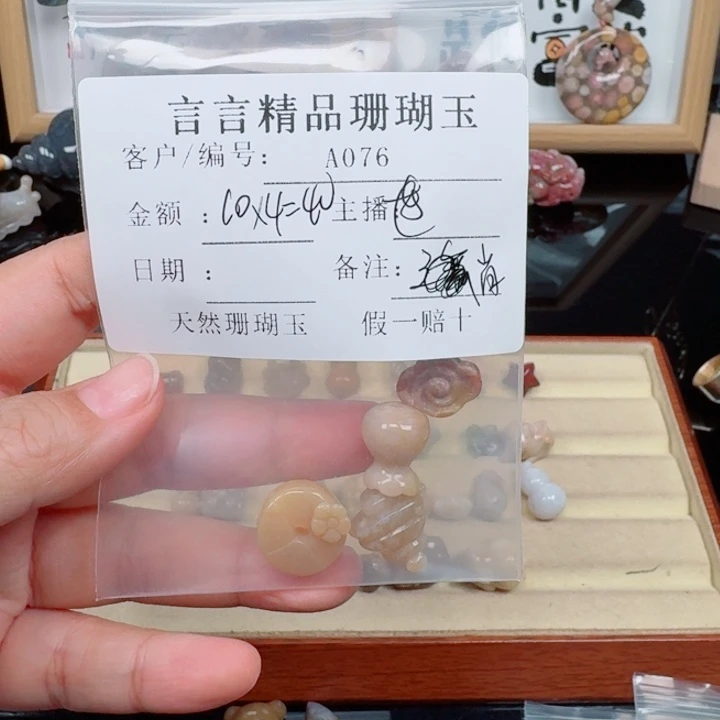 言言精品珊瑚玉
客户/编号: A076
金额: 10×4=40 主播:
日期: 备注:
天然珊瑚玉 假一赔十